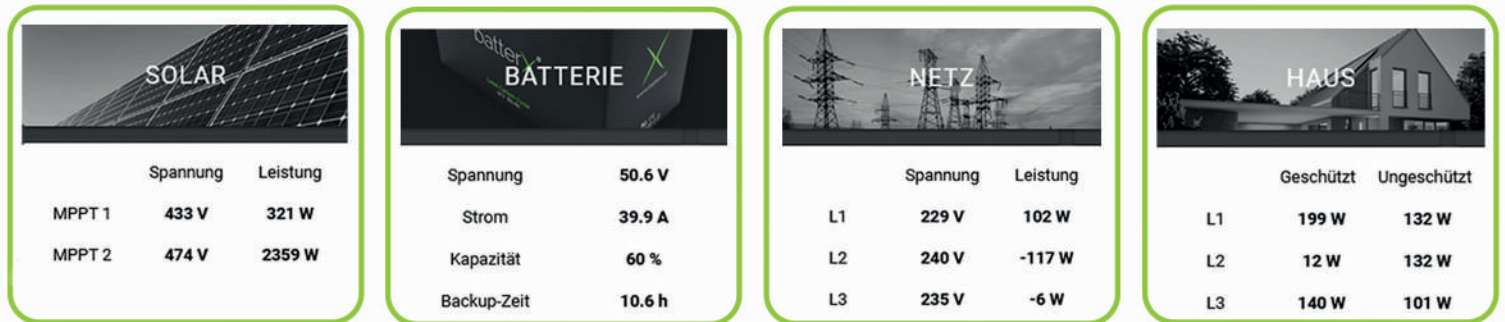 SOLAR
Spannung Leistung
MPPT 1 433 V 321 W
MPPT 2 474 V 2359 W
batterX®
BATTERIE
Spannung 50.6 V
Strom 39.9 A
Kapazität 60 %
Backup-Zeit 10.6 h
NETZ
Spannung Leistung
L1 229 V 102 W
L2 240 V -117 W
L3 235 V -6 W
HAUS
Geschützt Ungeschützt
L1 199 W 132 W
L2 12 W 132 W
L3 140 W 101 W